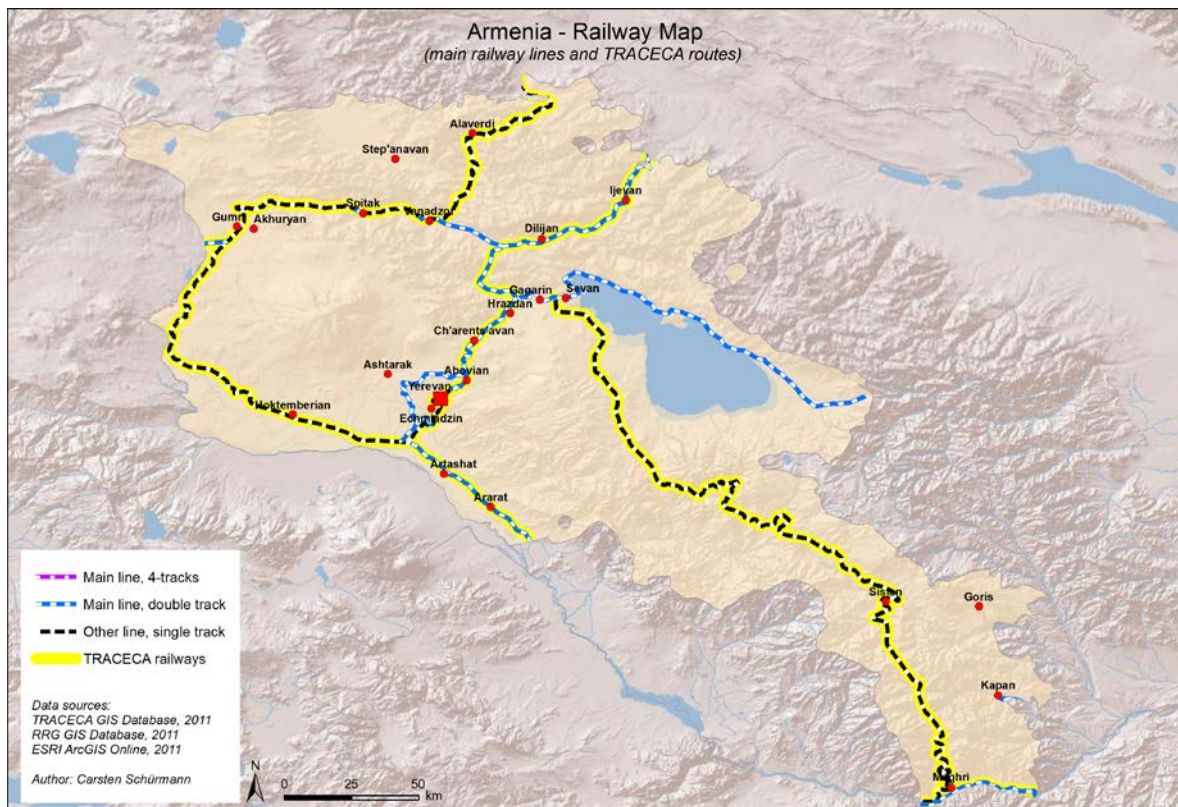 Armenia - Railway Map
(main railway lines and TRACECA routes)
Alaverdi
Step'anavan
Ijevan
Spitak
Vanadzor
Gumri
Akhuryan
Dilijan
Gagarin
Sevan
Hrazdan
Ch'arents'avan
Ashtarak
Abovian
Yerevan
Hoktemberian
Echmiadzin
Artashat
Ararat
Sisian
Goris
Kapan
Meghri
Main line, 4-tracks
Main line, double track
Other line, single track
TRACECA railways
Data sources:
TRACECA GIS Database, 2011
RRG GIS Database, 2011
ESRI ArcGIS Online, 2011
Author: Carsten Schürmann
N
0 25 50
km